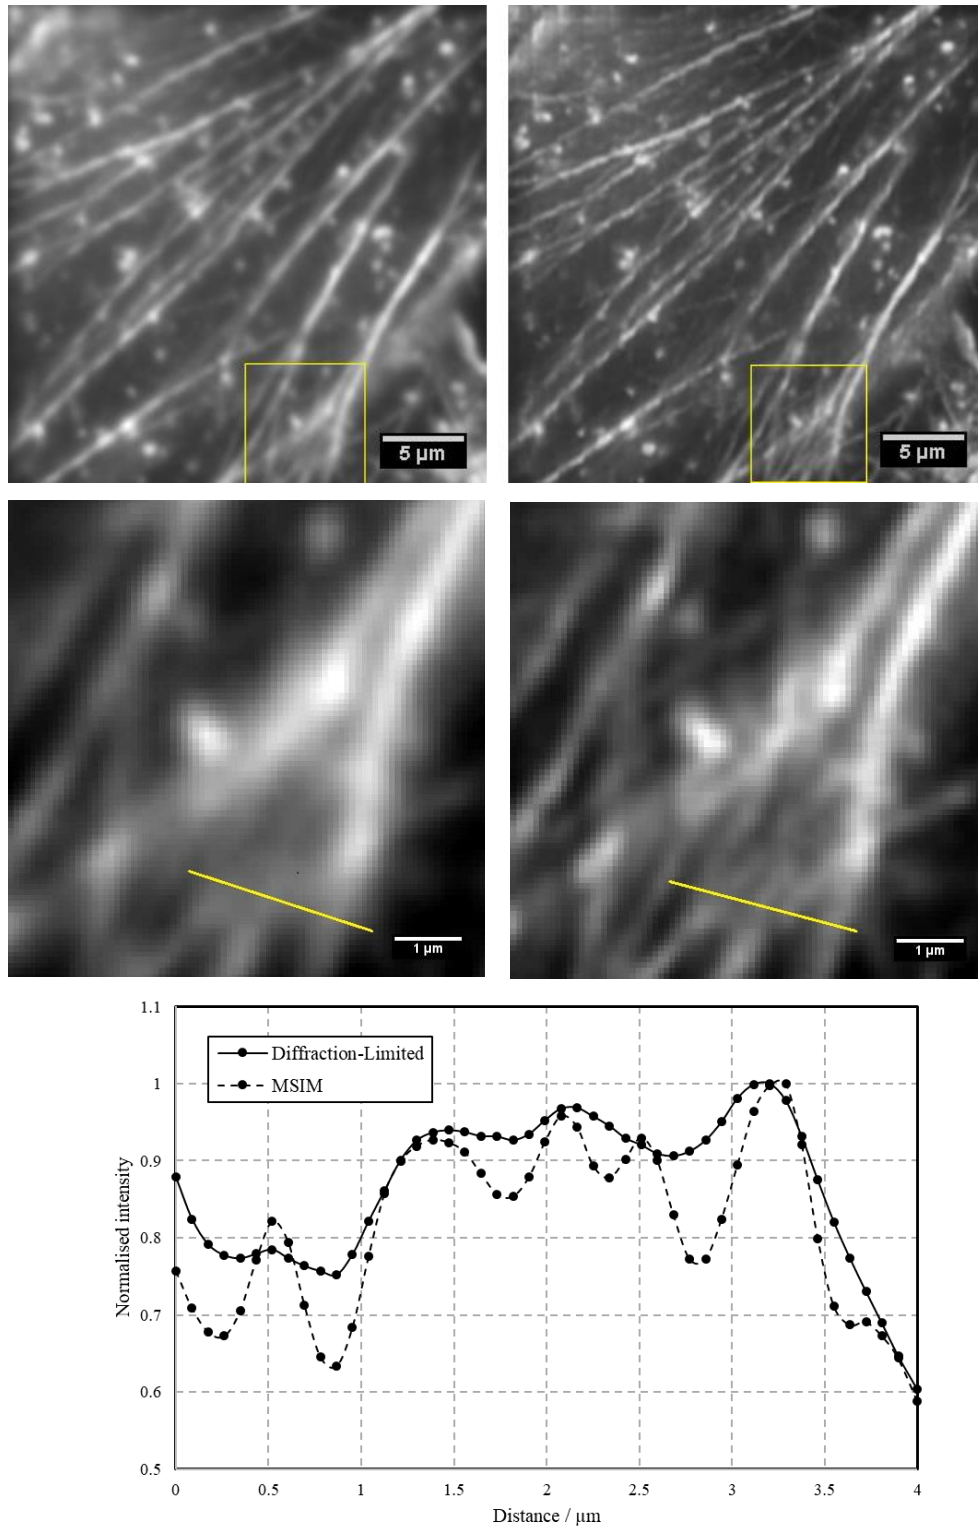 5 µm
5 µm
1 µm
1 µm
1.1
1
0.9
0.8
0.7
0.6
0.5
Normalised intensity
Diffraction-Limited
MSIM
0 0.5 1 1.5 2 2.5 3 3.5 4
Distance / µm